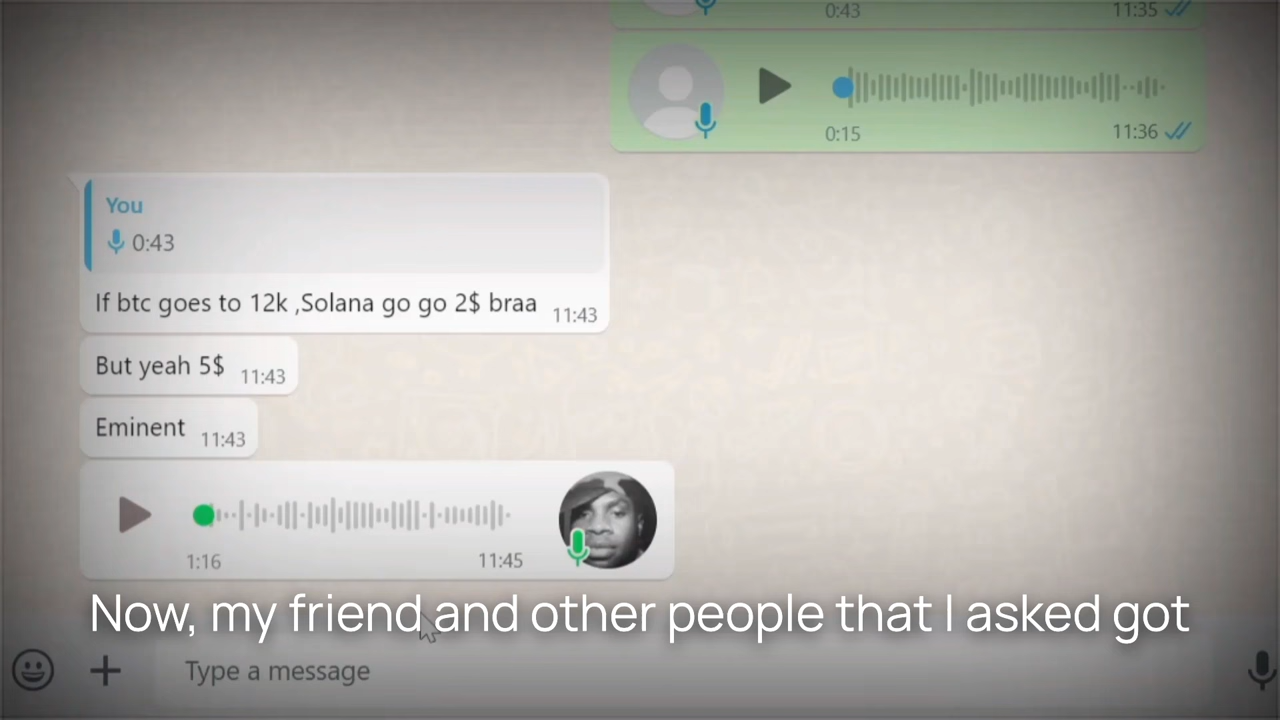 0:43 11:35
0:15 11:36
You
0:43
If btc goes to 12k ,Solana go go 2$ braa 11:43
But yeah 5$ 11:43
Eminent 11:43
1:16 11:45
Now, my friend and other people that I asked got
Type a message